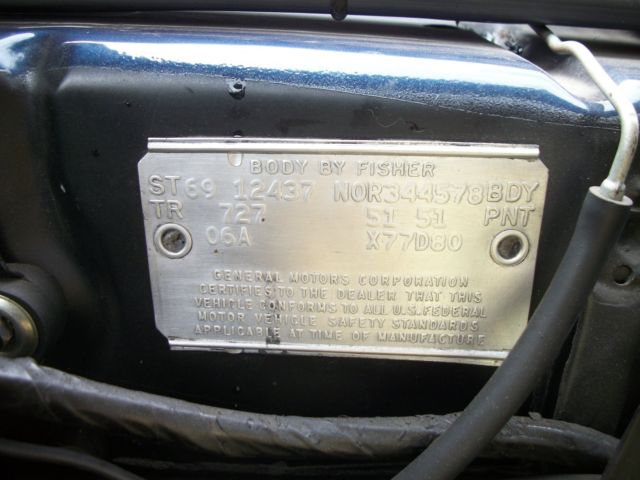 BODY BY FISHER
ST69 12437 NOR344578BDY
TR 727 51 51 PNT
06A X77D80
GENERAL MOTORS CORPORATION
CERTIFIES TO THE DEALER THAT THIS
VEHICLE CONFORMS TO ALL U.S. FEDERAL
MOTOR VEHICLE SAFETY STANDARDS
APPLICABLE AT TIME OF MANUFACTURE